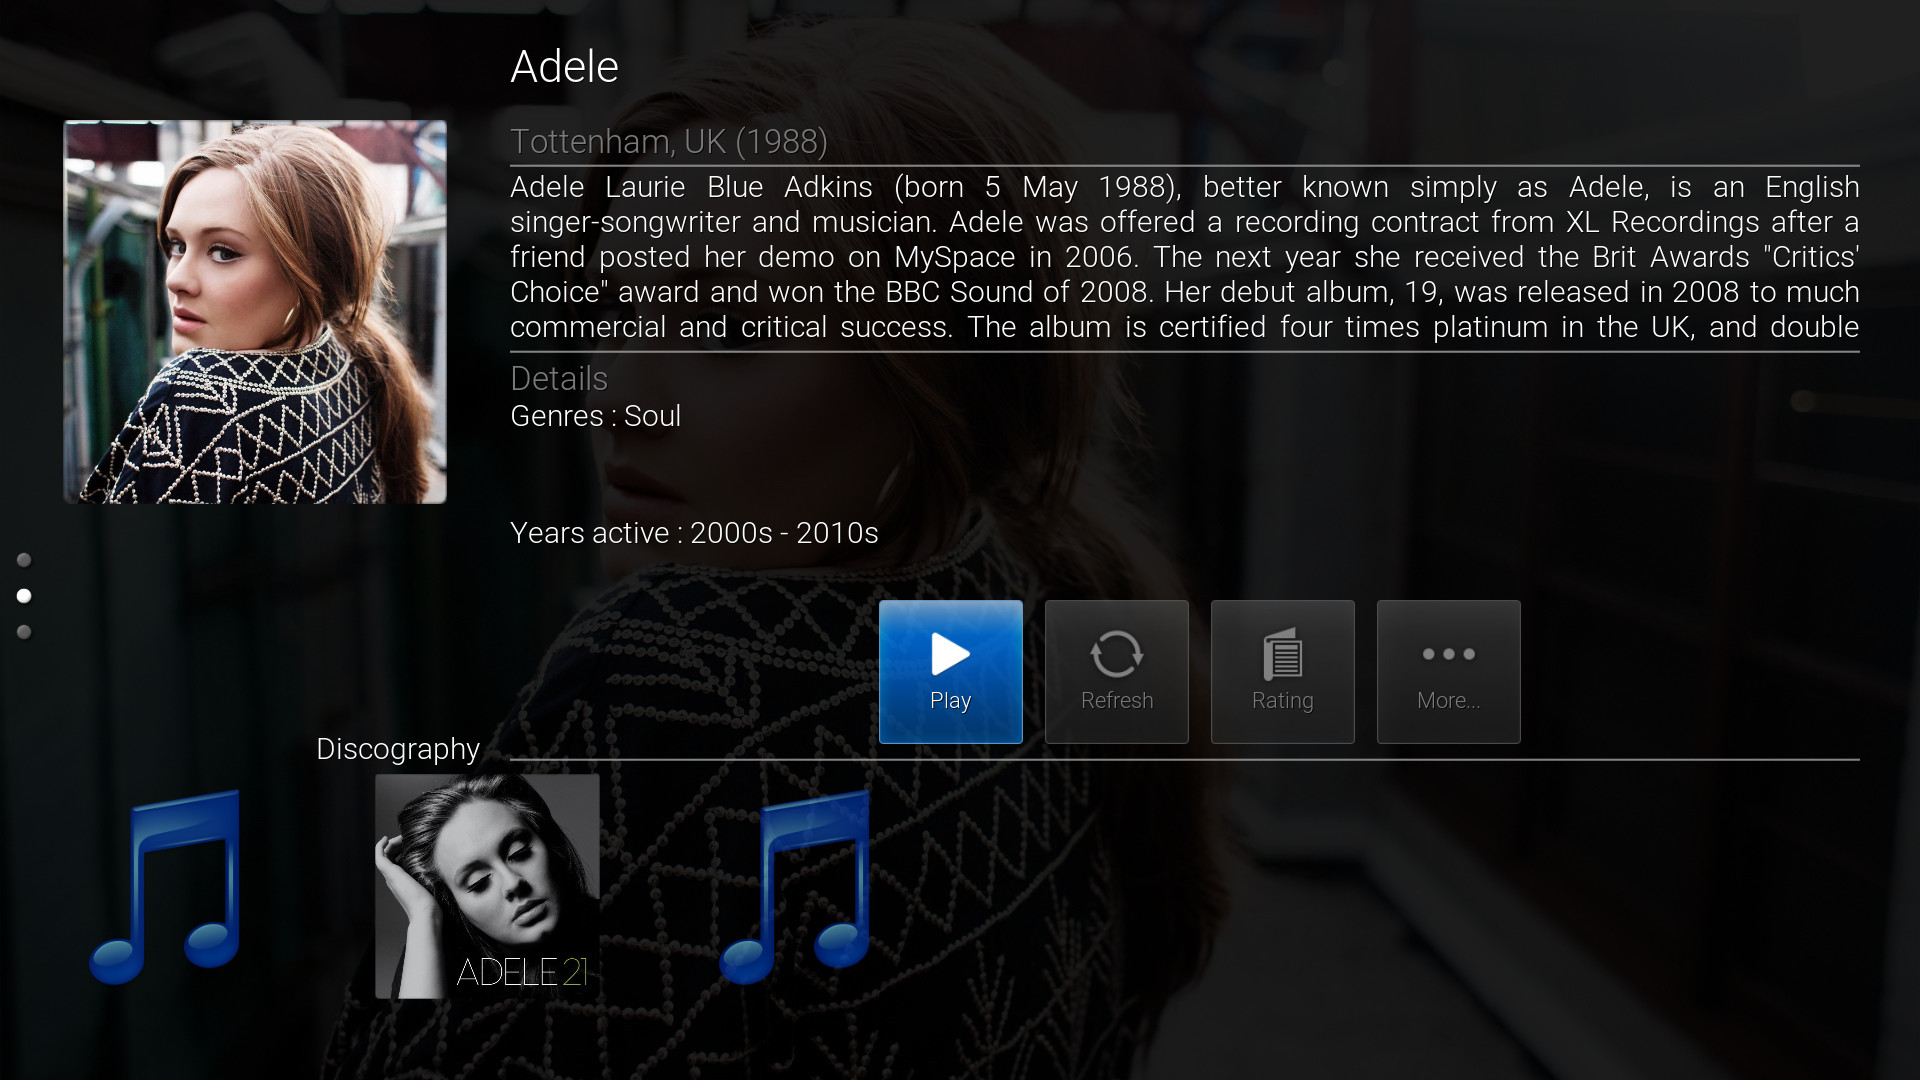 Adele
Tottenham, UK (1988)
Adele Laurie Blue Adkins (born 5 May 1988), better known simply as Adele, is an English
singer-songwriter and musician. Adele was offered a recording contract from XL Recordings after a
friend posted her demo on MySpace in 2006. The next year she received the Brit Awards "Critics'
Choice" award and won the BBC Sound of 2008. Her debut album, 19, was released in 2008 to much
commercial and critical success. The album is certified four times platinum in the UK, and double
Details
Genres : Soul
Years active : 2000s - 2010s
Play
Refresh
Rating
More...
Discography
ADELE 21